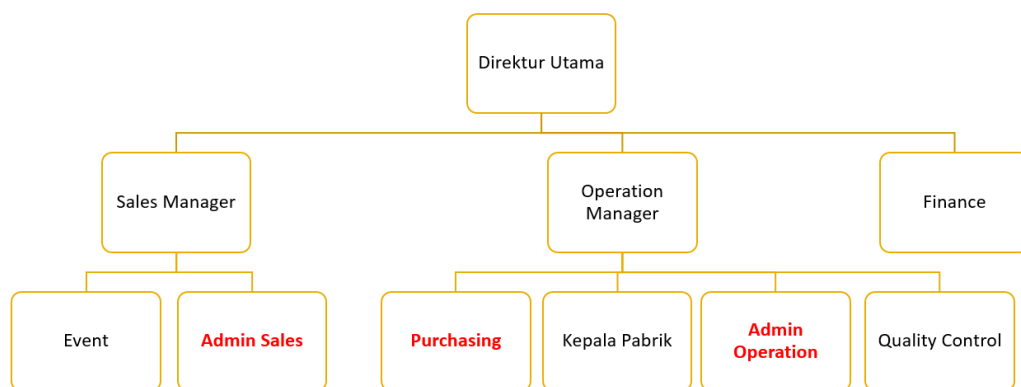 Direktur Utama
Sales Manager
Operation
Manager
Finance
Event
Admin Sales
Purchasing
Kepala Pabrik
Admin
Operation
Quality Control